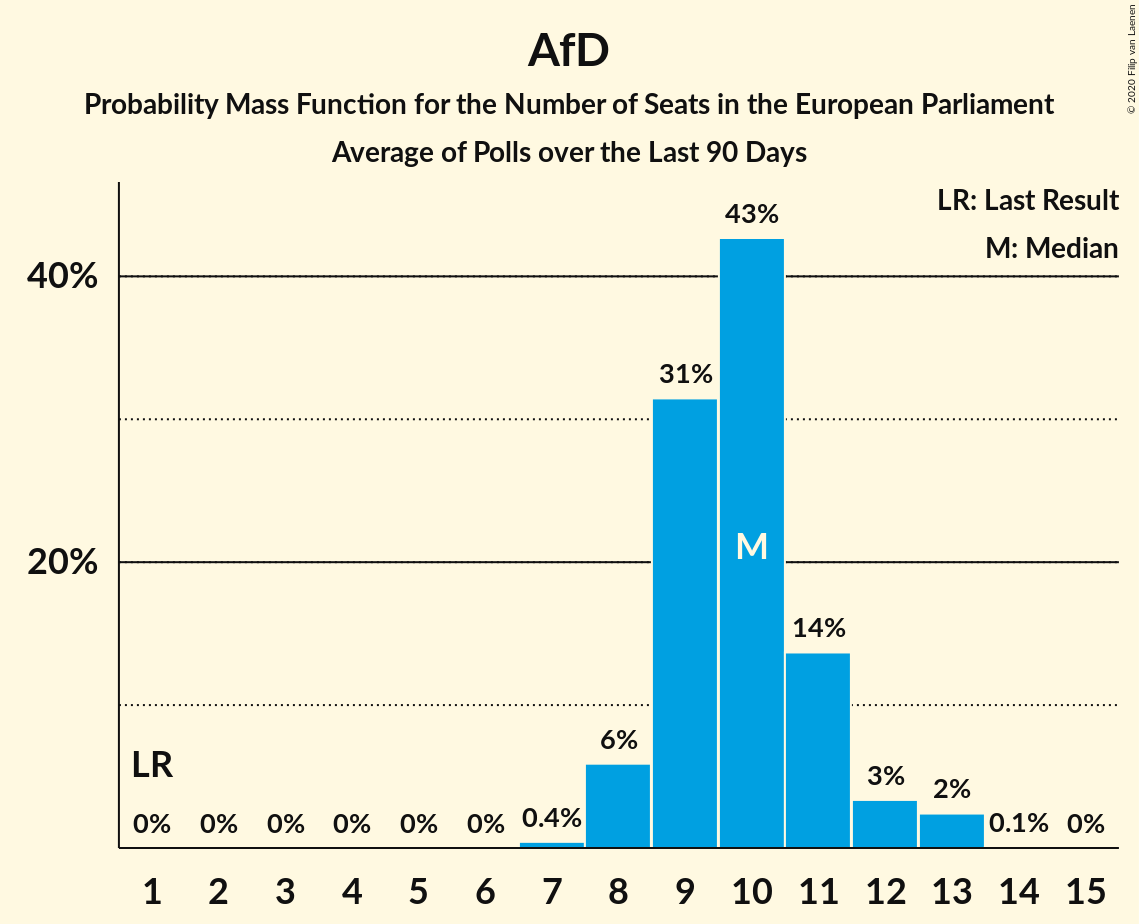 AfD
Probability Mass Function for the Number of Seats in the European Parliament
Average of Polls over the Last 90 Days
© 2020 Filip van Laenen
LR: Last Result
M: Median
43%
40%
31%
M
20%
14%
6%
LR
3%
2%
0% 0% 0% 0% 0% 0% 0.4% 0.1% 0%
1 2 3 4 5 6 7 8 9 10 11 12 13 14 15